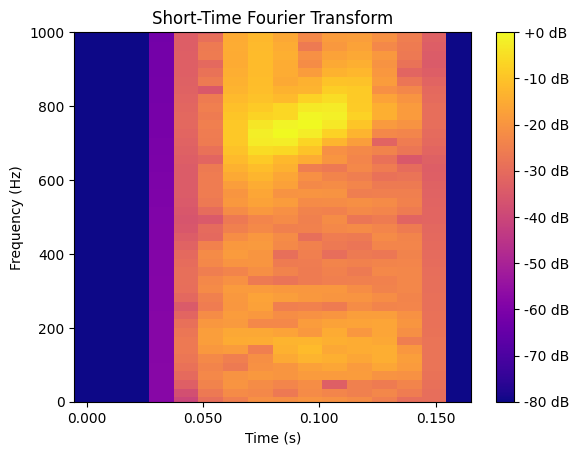 Short-Time Fourier Transform
Frequency (Hz)
1000
800
600
400
200
0
0.000
0.050
0.100
0.150
Time (s)
+0 dB
-10 dB
-20 dB
-30 dB
-40 dB
-50 dB
-60 dB
-70 dB
-80 dB